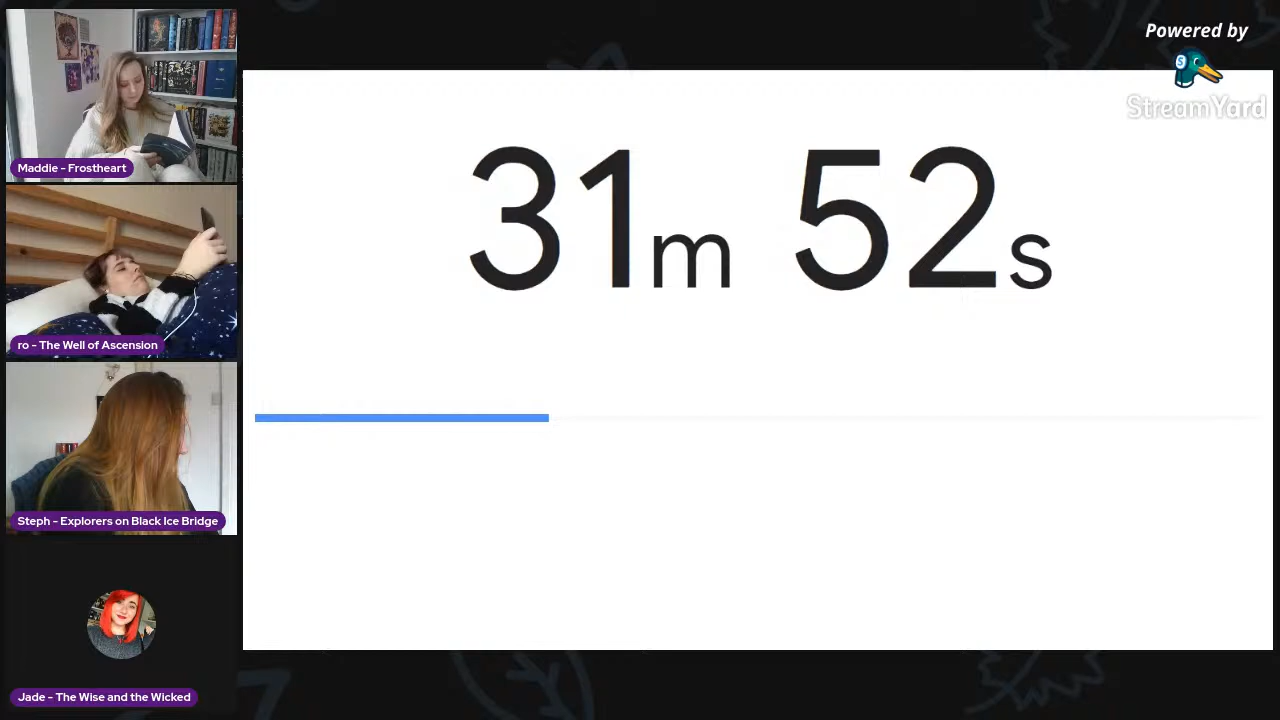 Maddie - Frostheart
ro - The Well of Ascension
Steph - Explorers on Black Ice Bridge
Jade - The Wise and the Wicked
31m 52s
Powered by
StreamYard